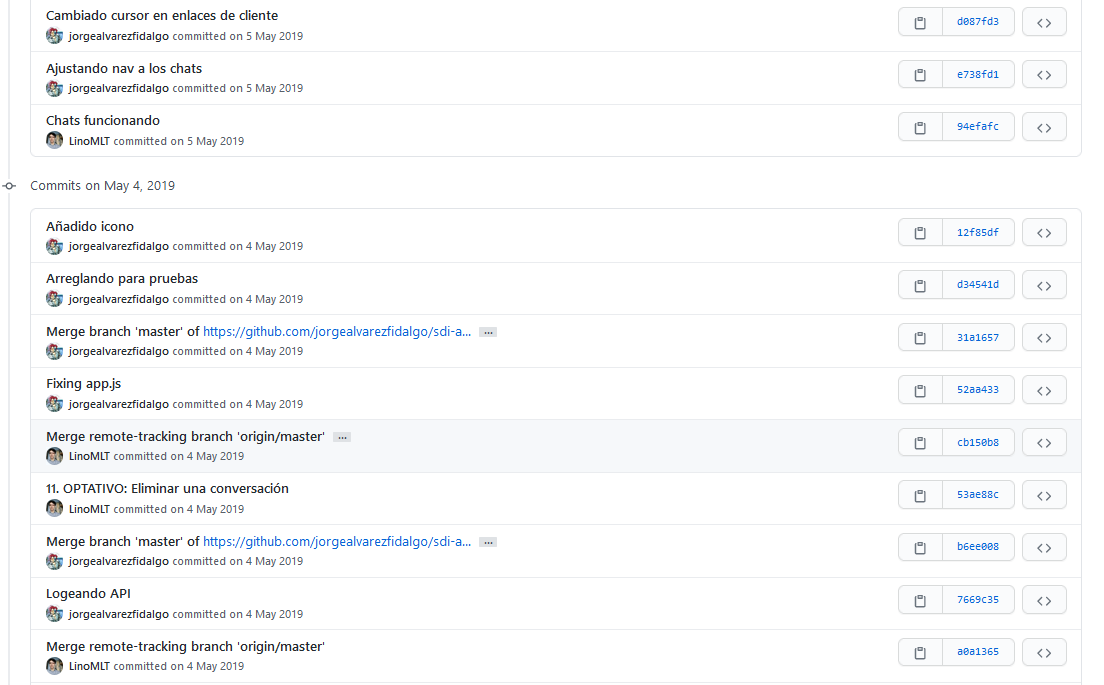 Cambiado cursor en enlaces de cliente
d087fd3
jorgealvarezfidalgo committed on 5 May 2019
Ajustando nav a los chats
e738fd1
jorgealvarezfidalgo committed on 5 May 2019
Chats funcionando
94efafc
LinoMLT committed on 5 May 2019
Commits on May 4, 2019
Añadido icono
12f85df
jorgealvarezfidalgo committed on 4 May 2019
Arreglando para pruebas
d34541d
jorgealvarezfidalgo committed on 4 May 2019
Merge branch 'master' of https://github.com/jorgealvarezfidalgo/sdi-a... ...
31a1657
jorgealvarezfidalgo committed on 4 May 2019
Fixing app.js
52aa433
jorgealvarezfidalgo committed on 4 May 2019
Merge remote-tracking branch 'origin/master' ...
cb150b8
LinoMLT committed on 4 May 2019
11. OPTATIVO: Eliminar una conversación
53ae88c
LinoMLT committed on 4 May 2019
Merge branch 'master' of https://github.com/jorgealvarezfidalgo/sdi-a... ...
b6ee008
jorgealvarezfidalgo committed on 4 May 2019
Logeando API
7669c35
jorgealvarezfidalgo committed on 4 May 2019
Merge remote-tracking branch 'origin/master'
a0a1365
LinoMLT committed on 4 May 2019